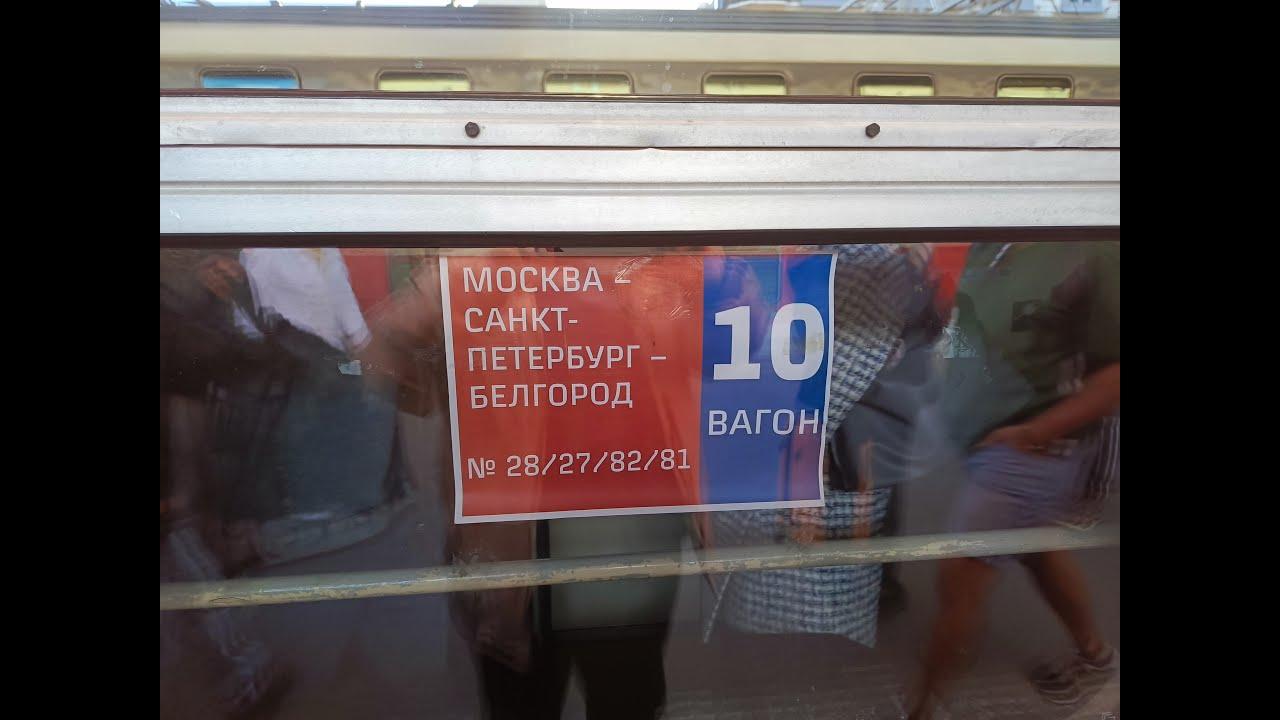 МОСКВА –
САНКТ-
ПЕТЕРБУРГ –
БЕЛГОРОД
№ 28/27/82/81
10
ВАГОН